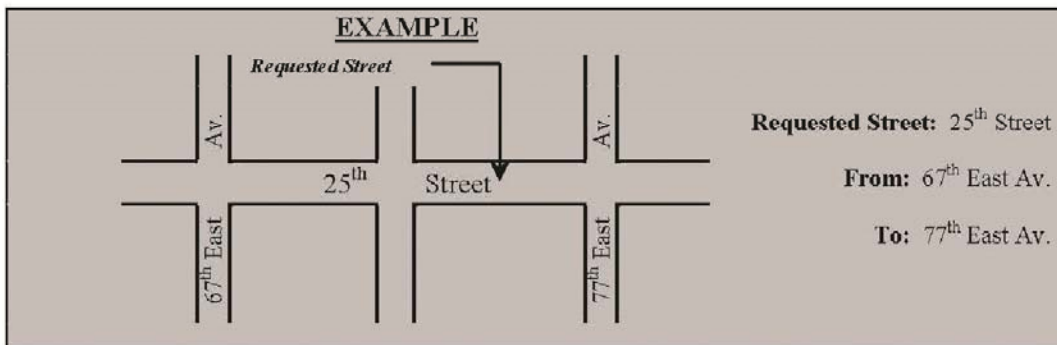 EXAMPLE
Requested Street
67th East Av.
25th Street
77th East Av.
Requested Street: 25th Street
From: 67th East Av.
To: 77th East Av.